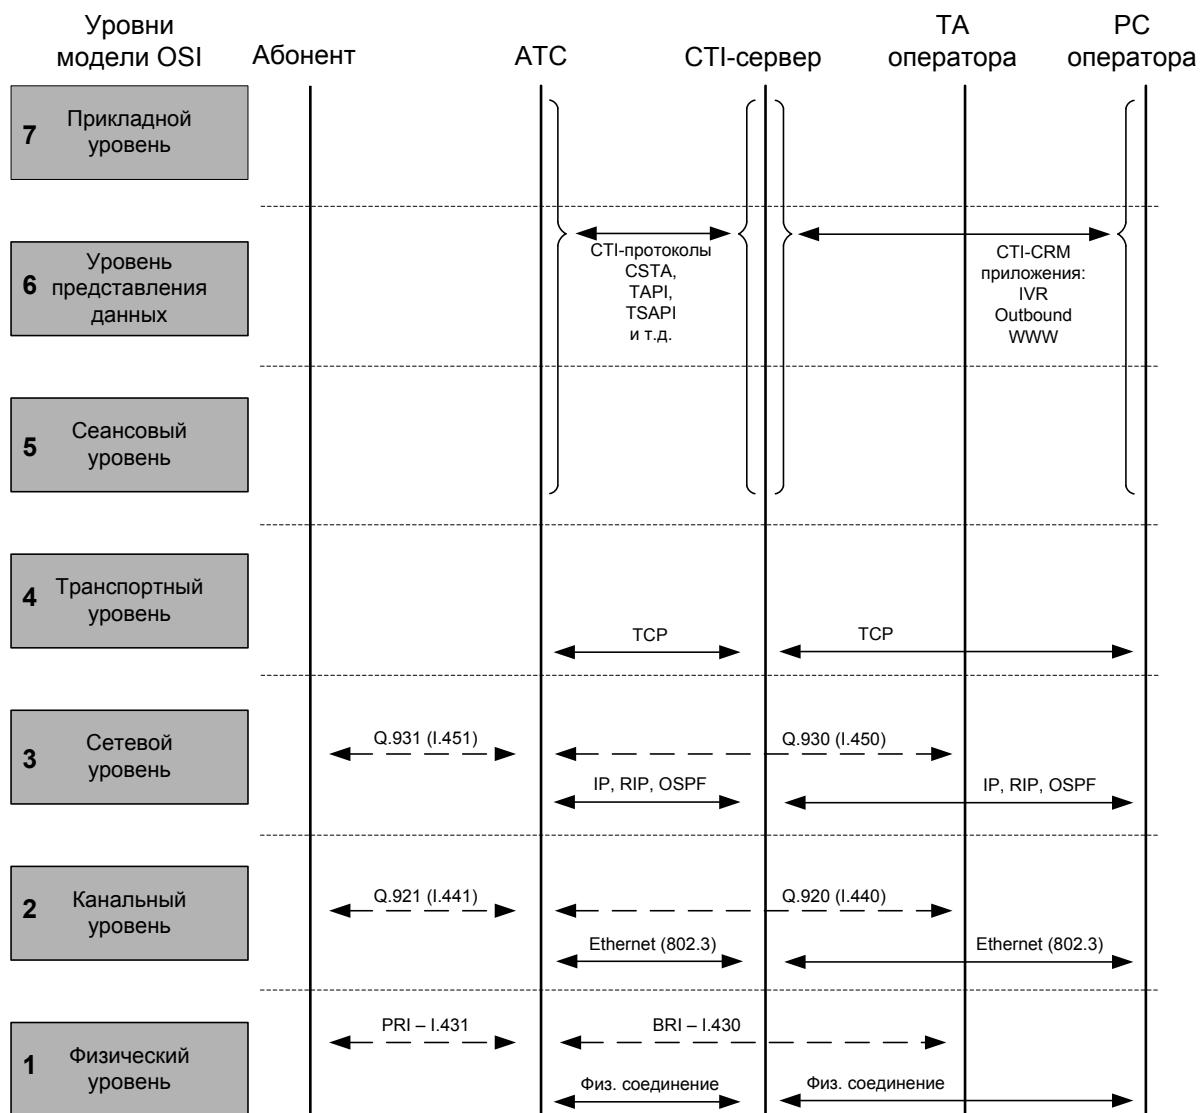 Уровни
модели OSI
Абонент
АТС
CTI-сервер
ТА
оператора
PC
оператора
7
Прикладной
уровень
6
Уровень
представления
данных
CTI-протоколы
CSTA,
TAPI,
TSAPI
и т.д.
CTI-CRM
приложения:
IVR
Outbound
WWW
5
Сеансовый
уровень
4
Транспортный
уровень
TCP
TCP
3
Сетевой
уровень
Q.931 (I.451)
Q.930 (I.450)
IP, RIP, OSPF
IP, RIP, OSPF
2
Канальный
уровень
Q.921 (I.441)
Q.920 (I.440)
Ethernet (802.3)
Ethernet (802.3)
1
Физический
уровень
PRI – I.431
BRI – I.430
Физ. соединение
Физ. соединение